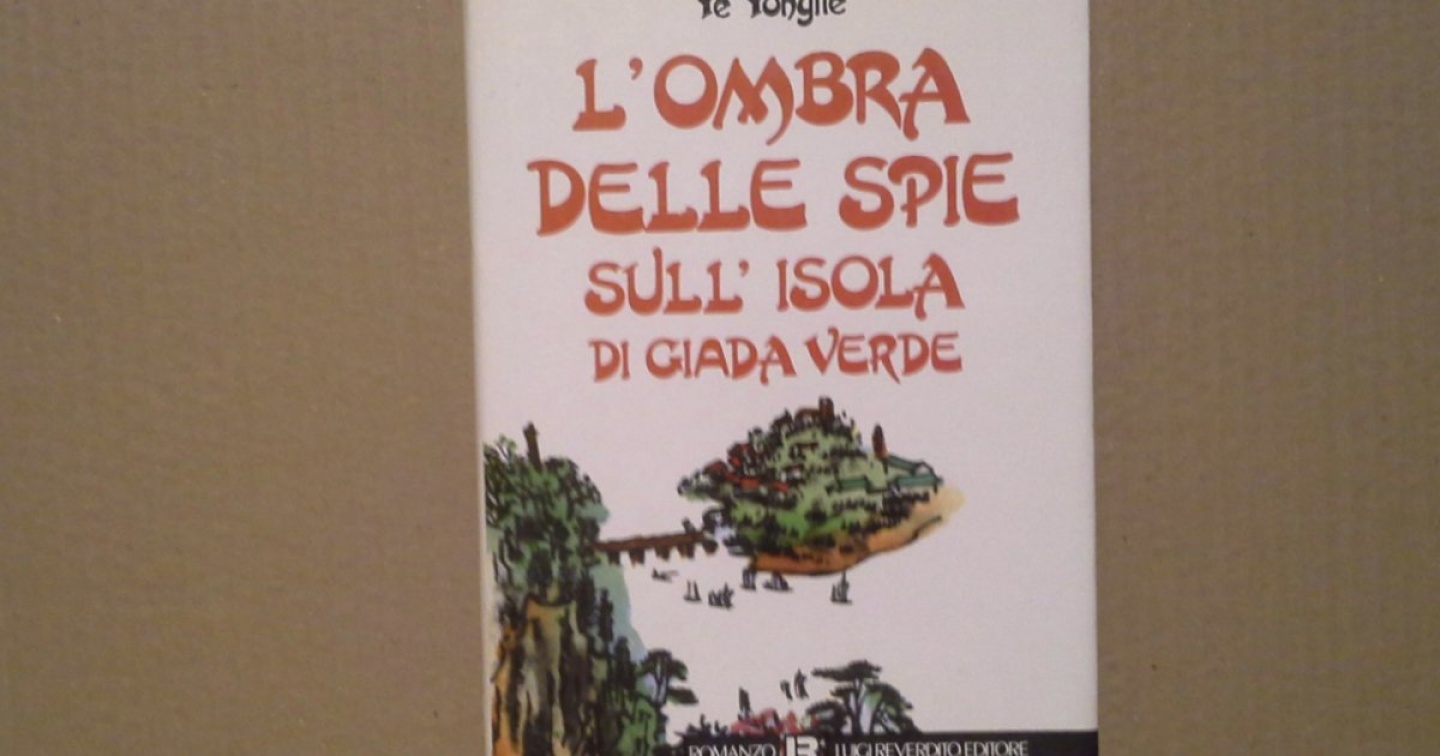 Ye Yonglie
L'OMBRA
DELLE SPIE
SULL' ISOLA
DI GIADA VERDE
ROMANZO R LUIGI REVERDITO EDITORE